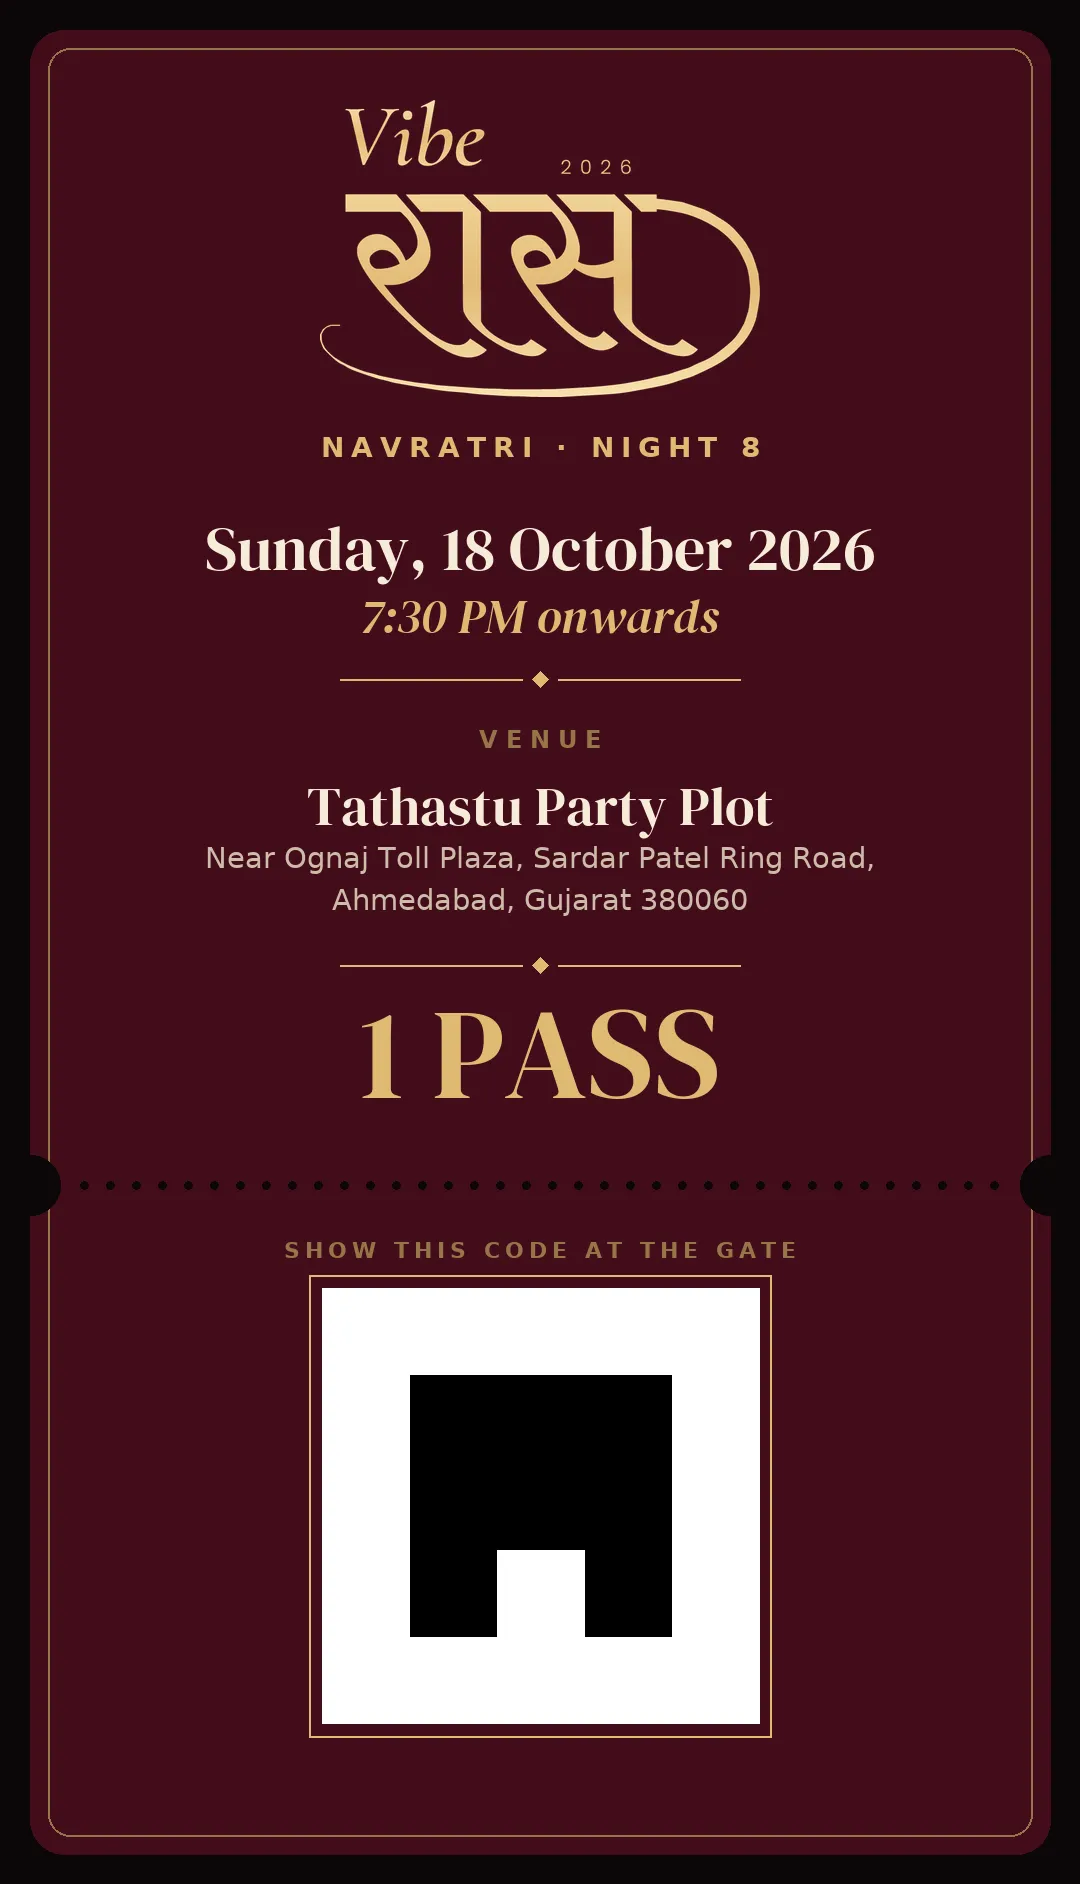 Vibe
2026
रास
NAVRATRI · NIGHT 8
Sunday, 18 October 2026
7:30 PM onwards
VENUE
Tathastu Party Plot
Near Ognaj Toll Plaza, Sardar Patel Ring Road,
Ahmedabad, Gujarat 380060
1 PASS
SHOW THIS CODE AT THE GATE